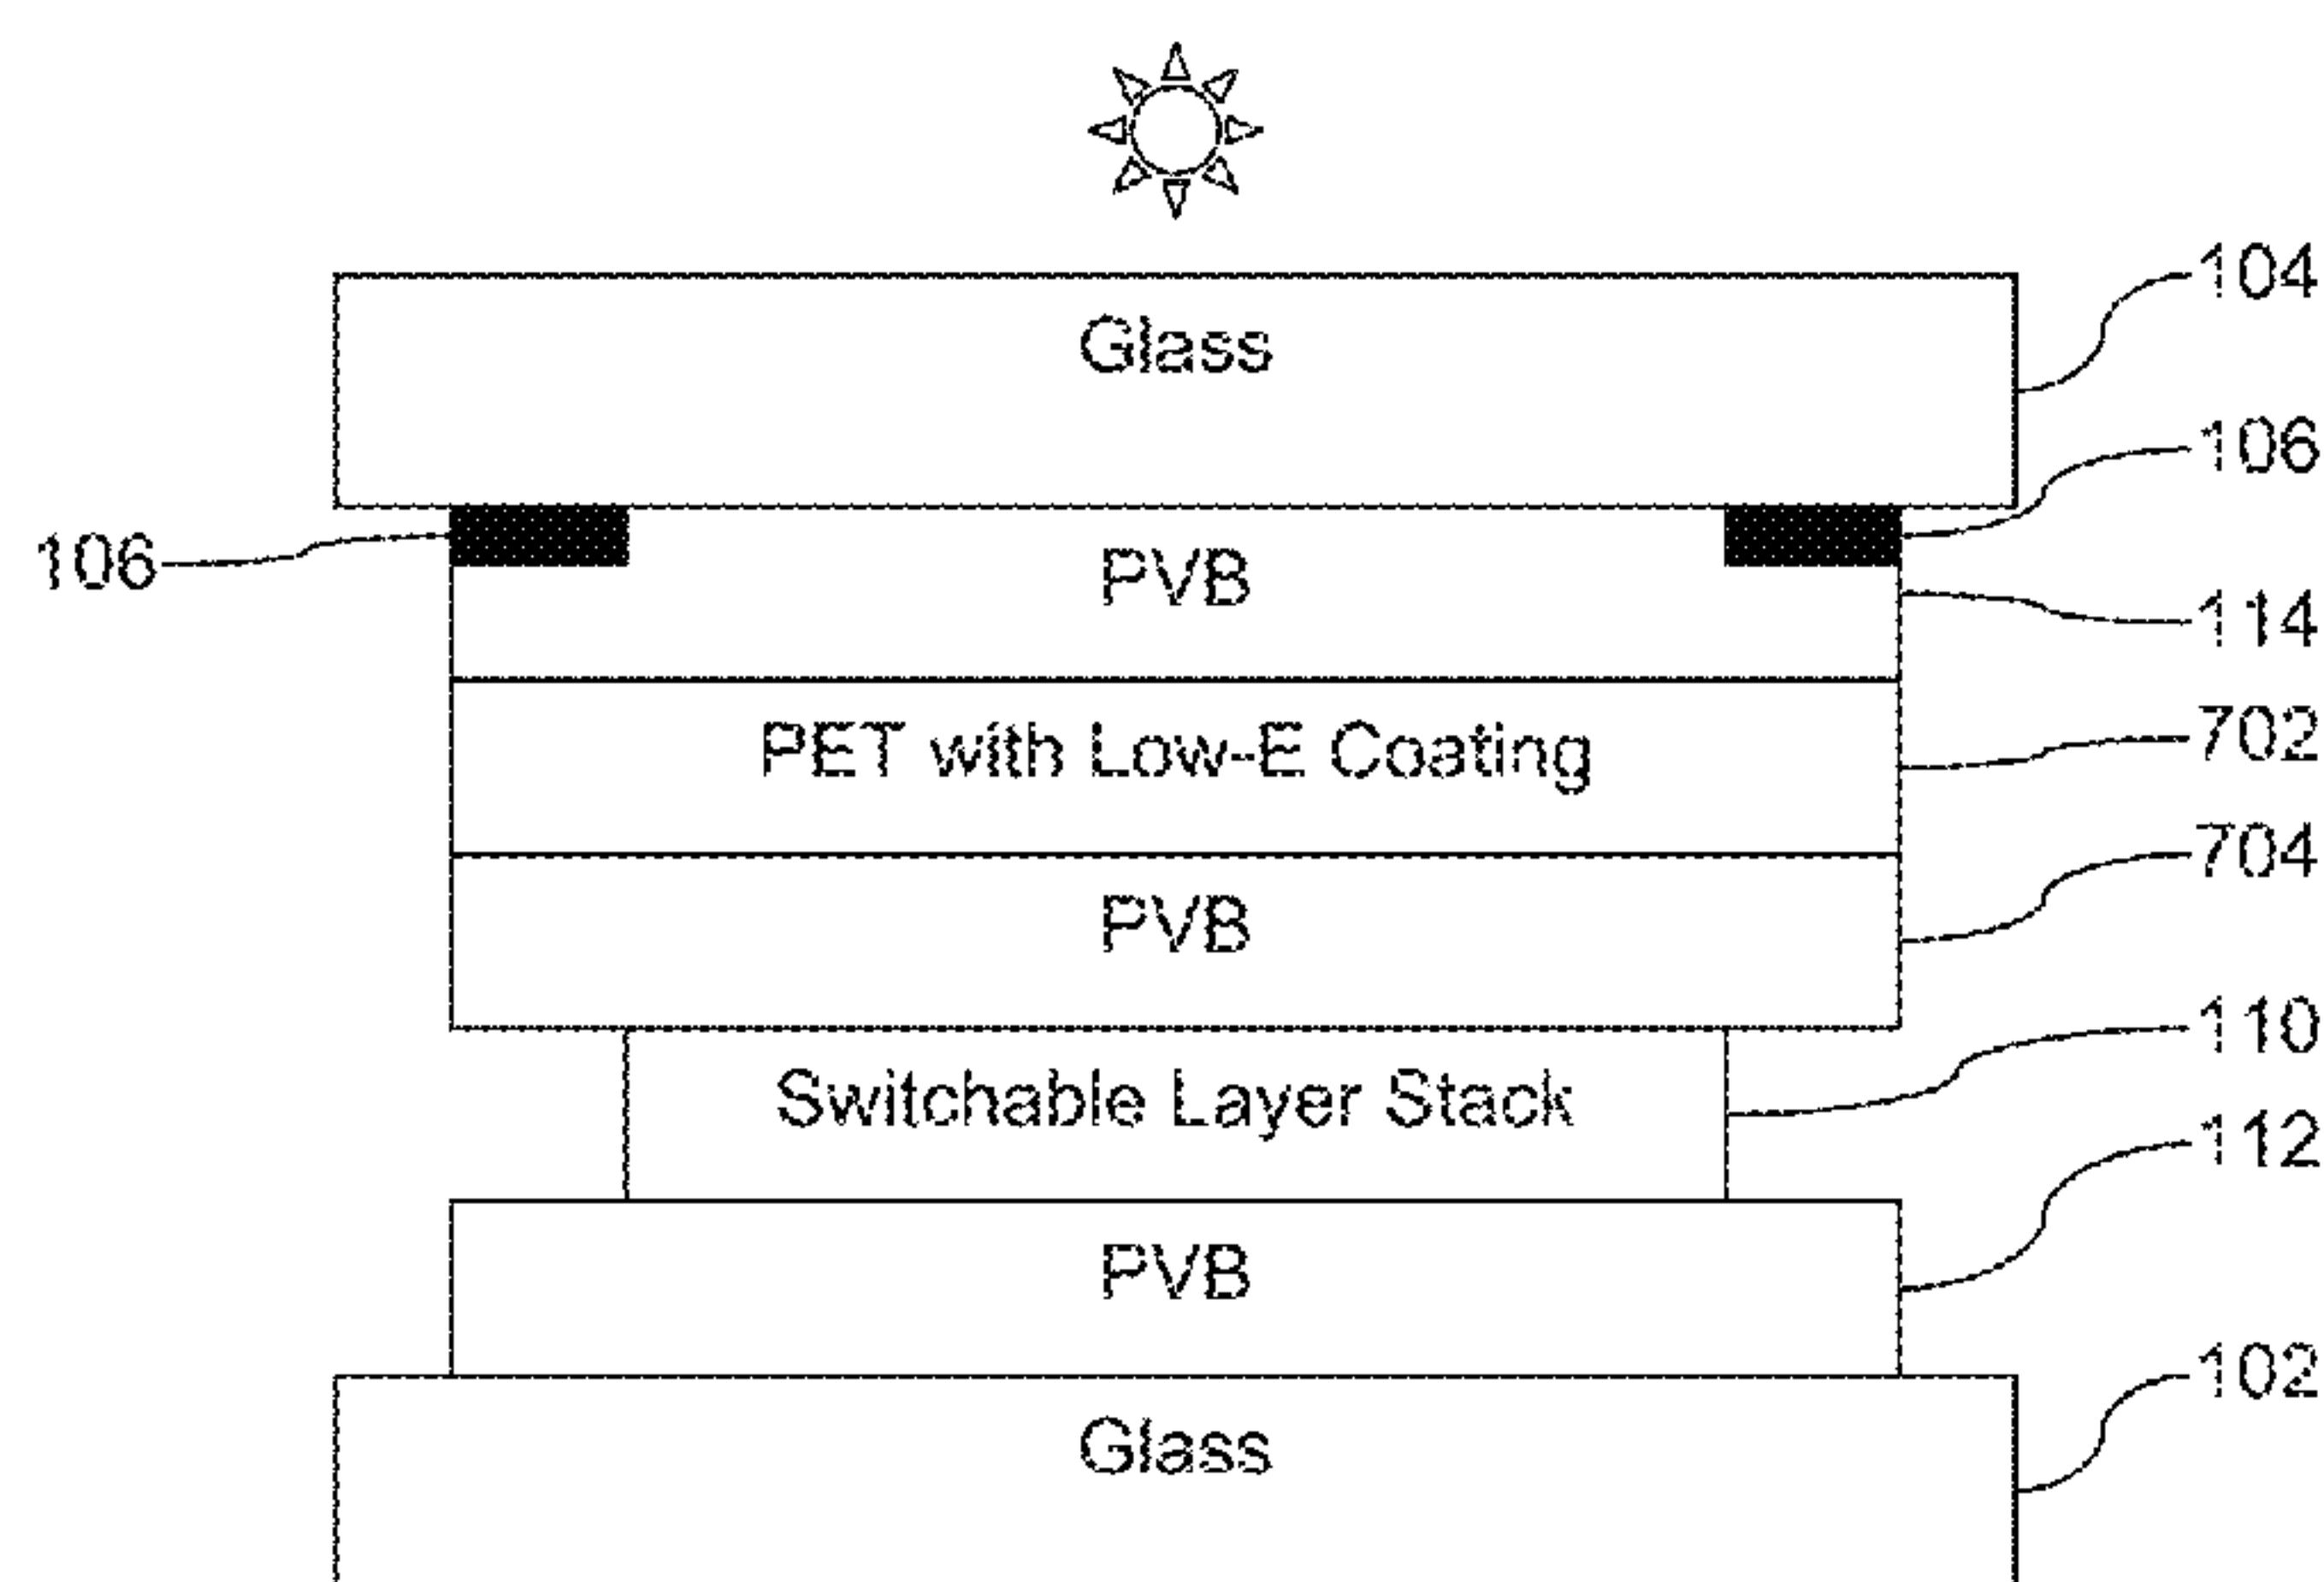 104
Glass
106
106
PVB
114
702
PET with Low-E Coating
704
PVB
110
Switchable Layer Stack
112
PVB
102
Glass